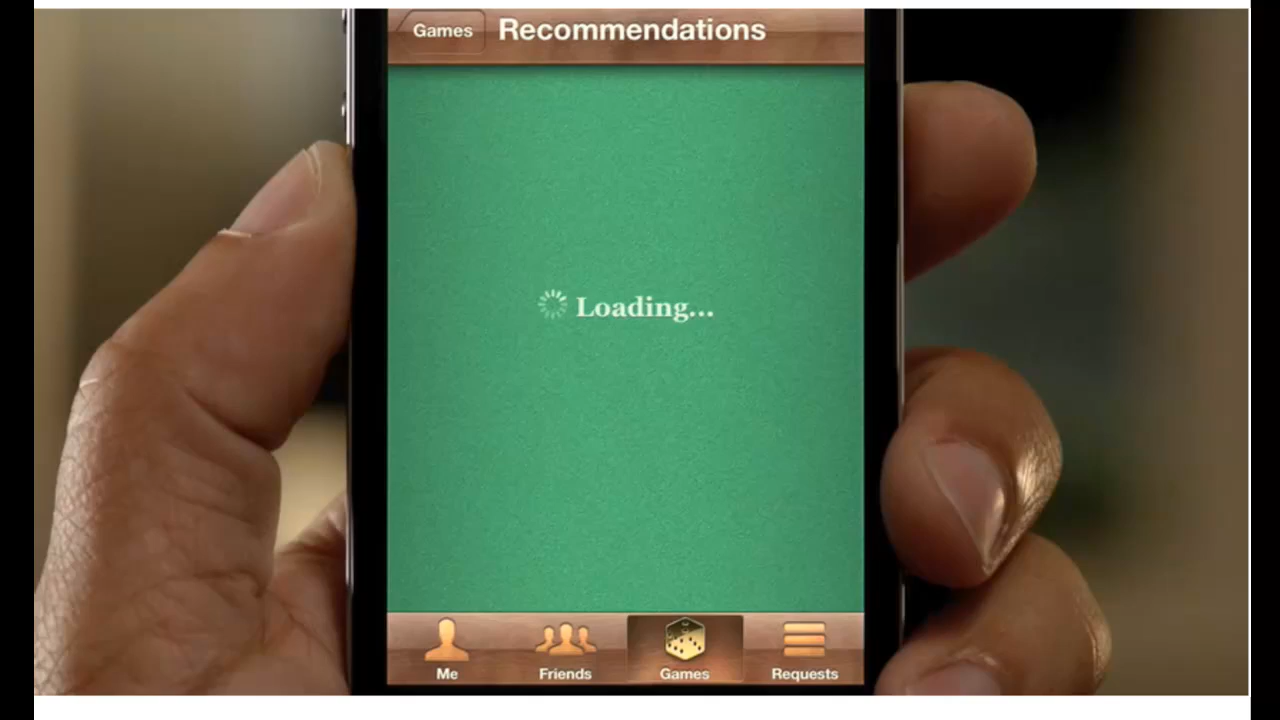 Games
Recommendations
Loading...
Me
Friends
Games
Requests